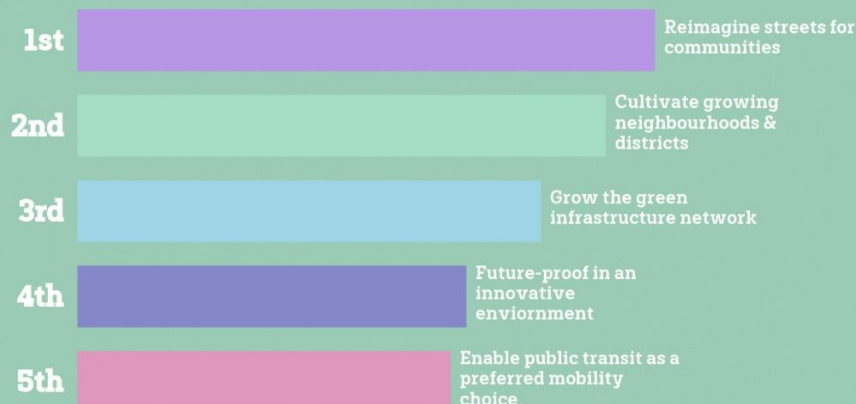 1st
Reimagine streets for
communities
2nd
Cultivate growing
neighbourhoods &
districts
3rd
Grow the green
infrastructure network
4th
Future-proof in an
innovative
enviornment
5th
Enable public transit as a
preferred mobility
choice